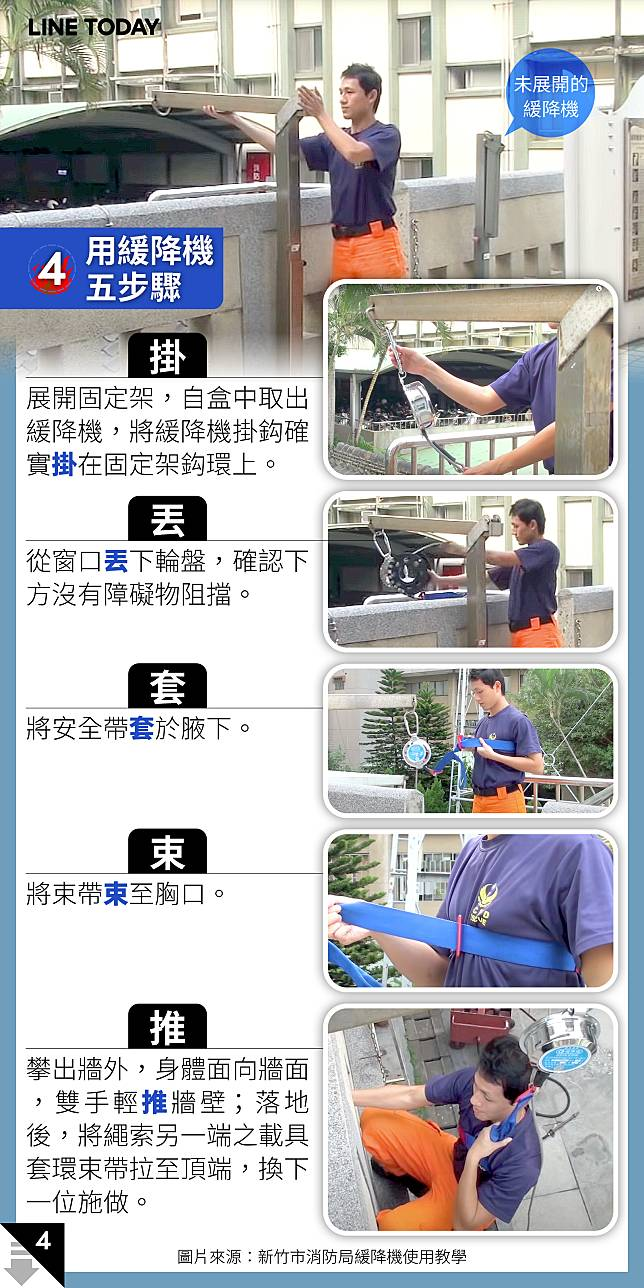 LINE TODAY
未展開的
緩降機
4
用緩降機
五步驟
掛
展開固定架，自盒中取出
緩降機，將緩降機掛鈎確
實掛在固定架鈎環上。
丟
從窗口丟下輪盤，確認下
方沒有障礙物阻擋。
套
將安全帶套於腋下。
束
將束帶束至胸口。
推
攀出牆外，身體面向牆面
，雙手輕推牆壁；落地
後，將繩索另一端之載具
套環束帶拉至頂端，換下
一位施做。
4
圖片來源：新竹市消防局緩降機使用教學